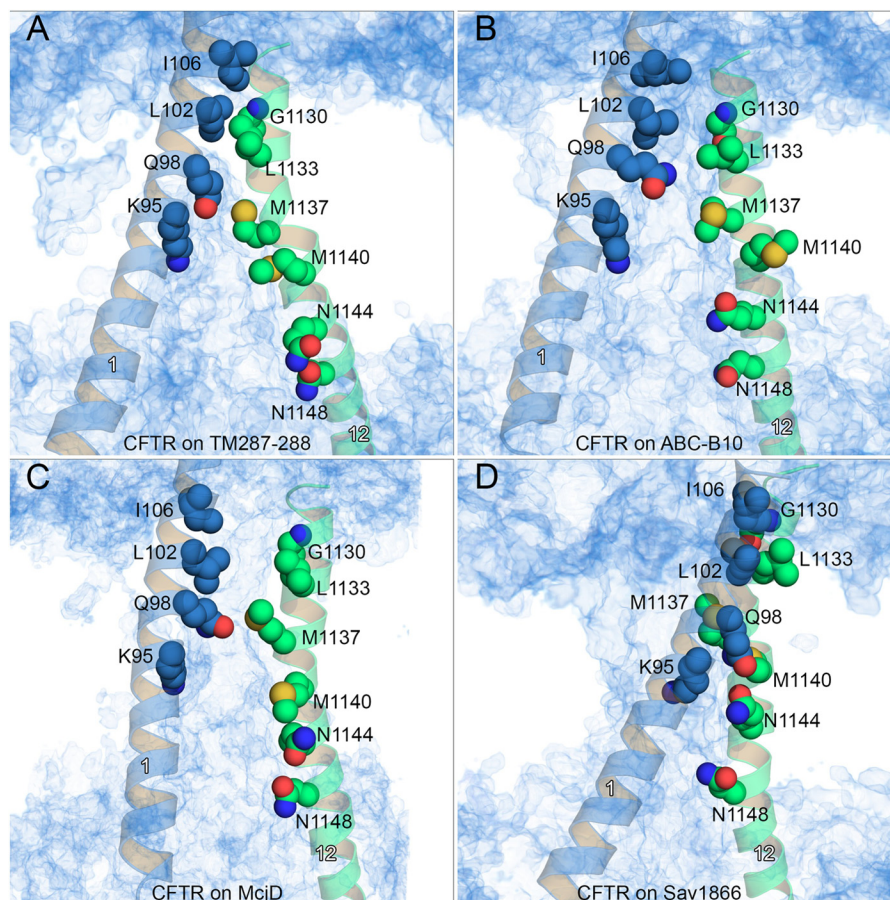 A
I106
L102
G1130
Q98
L1133
K95
M1137
M1140
N1144
1
N1148
12
CFTR on TM287-288
B
I106
L102
G1130
Q98
L1133
K95
M1137
M1140
N1144
1
N1148
12
CFTR on ABC-B10
C
I106
L102
G1130
L1133
Q98
M1137
K95
M1140
N1144
1
N1148
12
CFTR on McjD
D
I106
G1130
L1133
L102
M1137
Q98
K95
M1140
N1144
1
N1148
12
CFTR on Sav1866